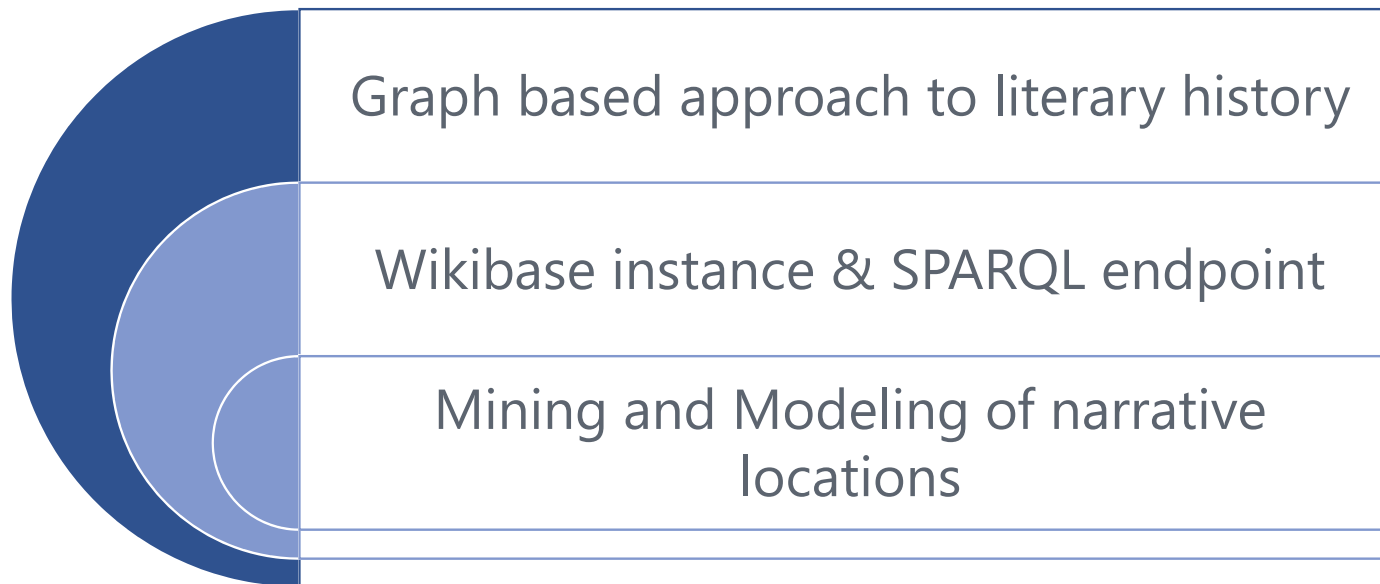 Graph based approach to literary history
Wikibase instance & SPARQL endpoint
Mining and Modeling of narrative
locations